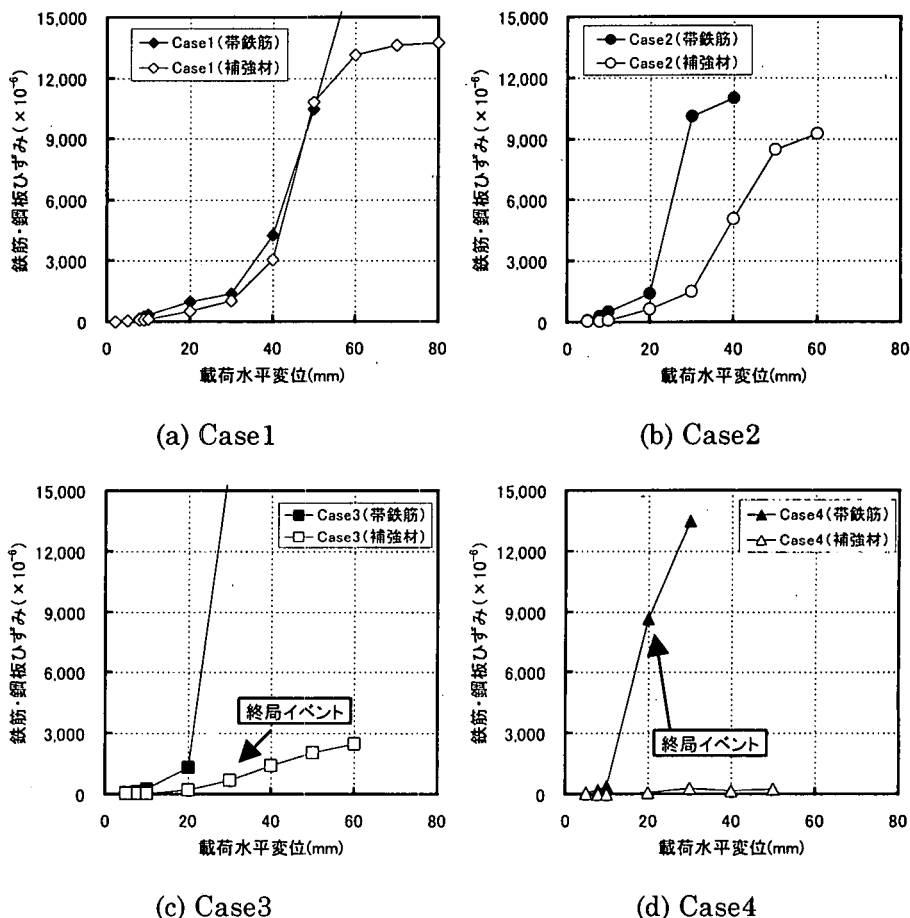 鉄筋・鋼板ひずみ(×10⁻⁶)
15,000
12,000
9,000
6,000
3,000
0
Case1(帯鉄筋)
Case1(補強材)
0 20 40 60 80
載荷水平変位(mm)
(a) Case1
鉄筋・鋼板ひずみ(×10⁻⁶)
15,000
12,000
9,000
6,000
3,000
0
Case2(帯鉄筋)
Case2(補強材)
0 20 40 60 80
載荷水平変位(mm)
(b) Case2
鉄筋・鋼板ひずみ(×10⁻⁶)
15,000
12,000
9,000
6,000
3,000
0
Case3(帯鉄筋)
Case3(補強材)
終局イベント
0 20 40 60 80
載荷水平変位(mm)
(c) Case3
鉄筋・鋼板ひずみ(×10⁻⁶)
15,000
12,000
9,000
6,000
3,000
0
Case4(帯鉄筋)
Case4(補強材)
終局イベント
0 20 40 60 80
載荷水平変位(mm)
(d) Case4